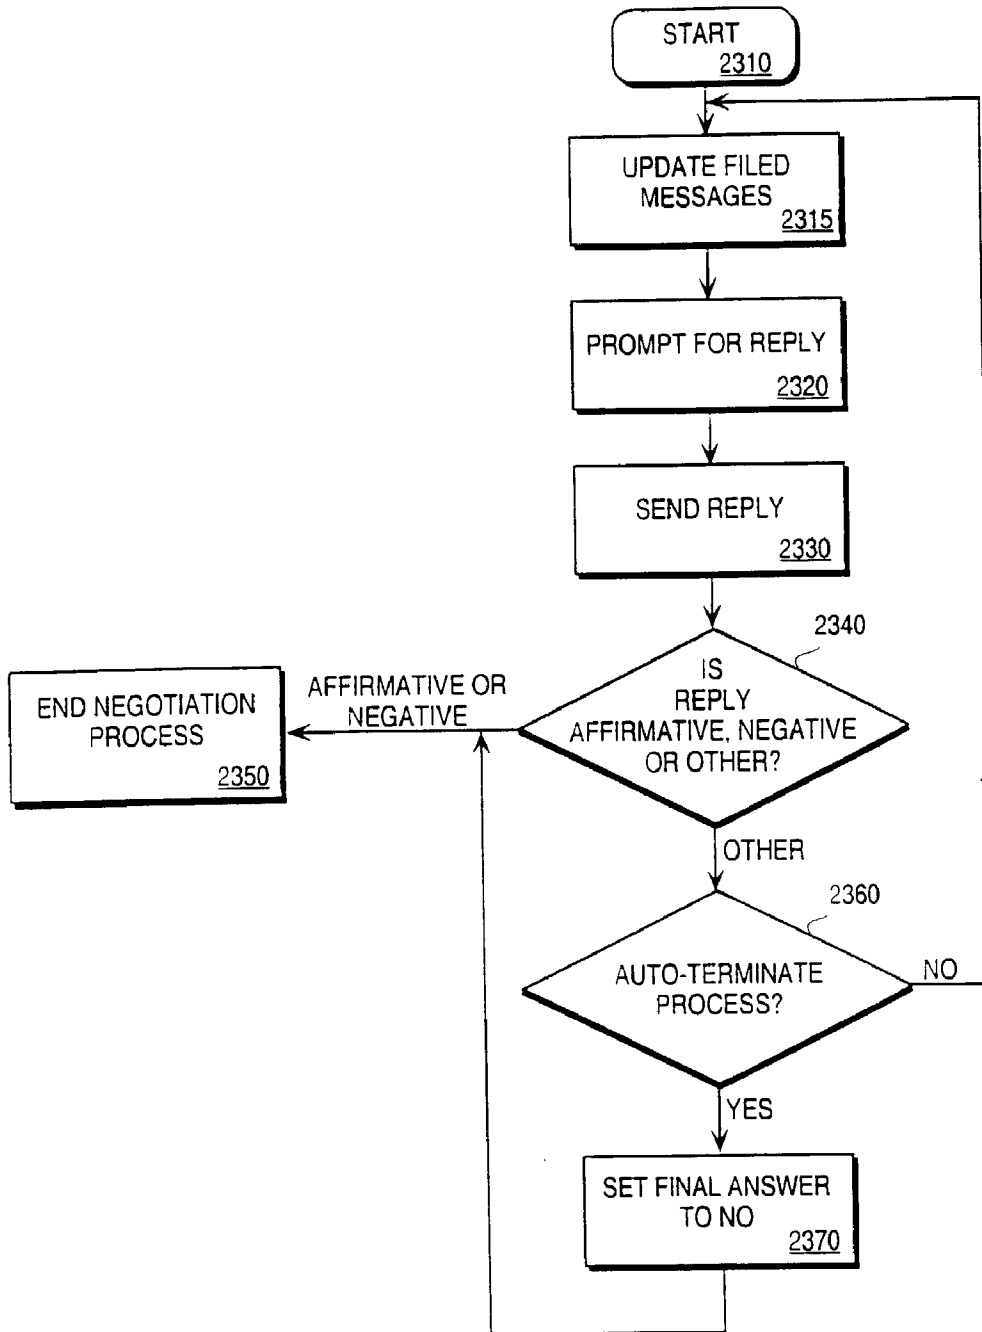 START
2310
UPDATE FILED
MESSAGES
2315
PROMPT FOR REPLY
2320
SEND REPLY
2330
2340
IS
REPLY
AFFIRMATIVE, NEGATIVE
OR OTHER?
AFFIRMATIVE OR
NEGATIVE
END NEGOTIATION
PROCESS
2350
OTHER
2360
AUTO-TERMINATE
PROCESS?
NO
YES
SET FINAL ANSWER
TO NO
2370